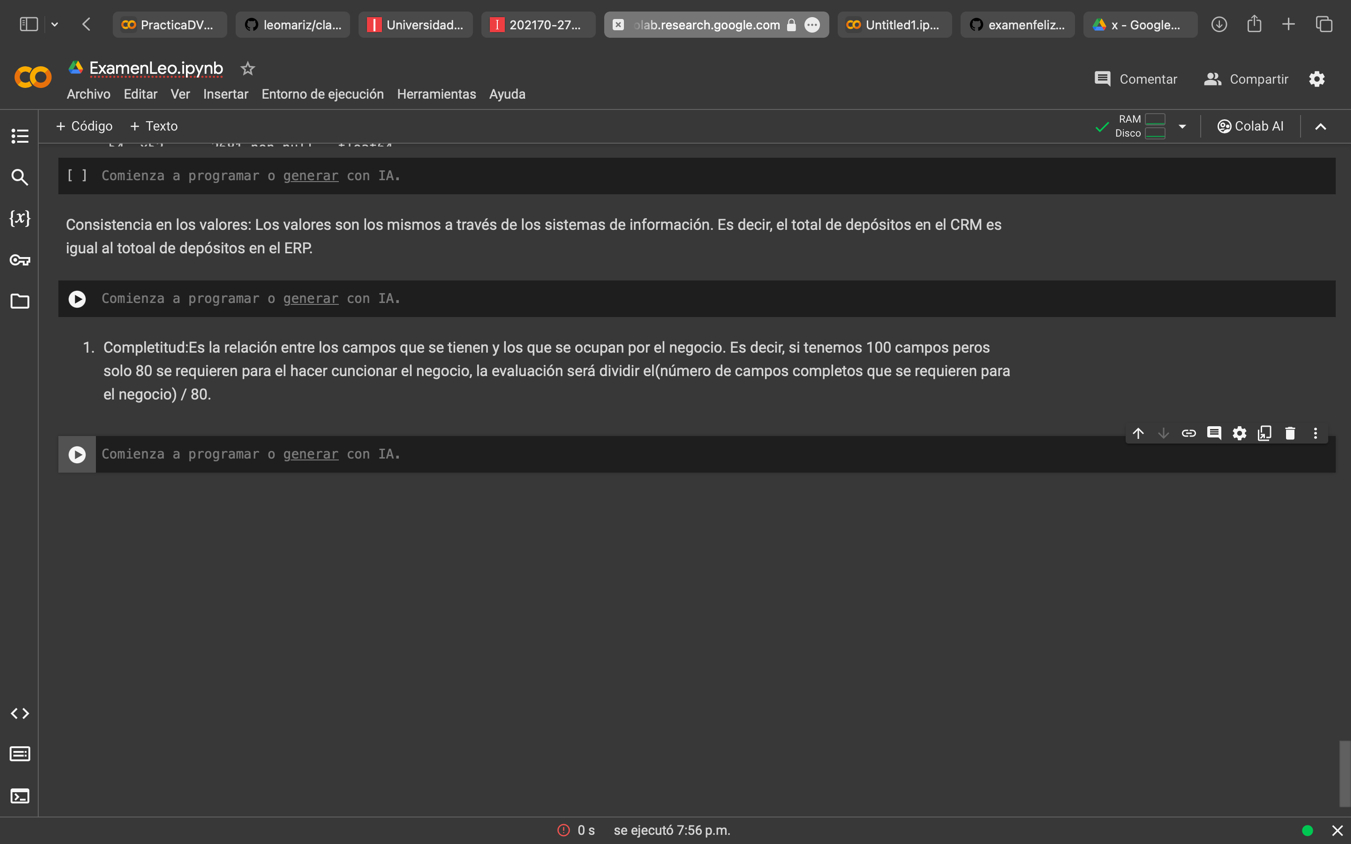 PracticaDV...
leomariz/cla...
Universidad...
202170-27...
olab.research.google.com
Untitled1.ip...
examenfeliz...
x - Google...
ExamenLeo.ipynb
Comentar
Compartir
Archivo Editar Ver Insertar Entorno de ejecución Herramientas Ayuda
+ Código + Texto
RAM
Disco
Colab AI
[ ] Comienza a programar o generar con IA.
Consistencia en los valores: Los valores son los mismos a través de los sistemas de información. Es decir, el total de depósitos en el CRM es
igual al totoal de depósitos en el ERP.
Comienza a programar o generar con IA.
1. Completitud:Es la relación entre los campos que se tienen y los que se ocupan por el negocio. Es decir, si tenemos 100 campos peros
solo 80 se requieren para el hacer cuncionar el negocio, la evaluación será dividir el(número de campos completos que se requieren para
el negocio) / 80.
Comienza a programar o generar con IA.
0 s se ejecutó 7:56 p.m.